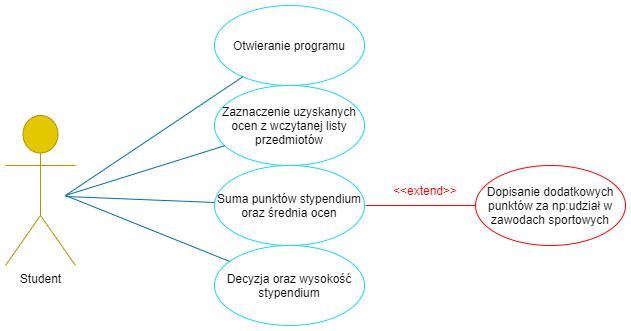 Otwieranie programu
Zaznaczenie uzyskanych
ocen z wczytanej listy
przedmiotów
Suma punktów stypendium
oraz średnia ocen
<<extend>>
Dopisanie dodatkowych
punktów za np:udział w
zawodach sportowych
Student
Decyzja oraz wysokość
stypendium